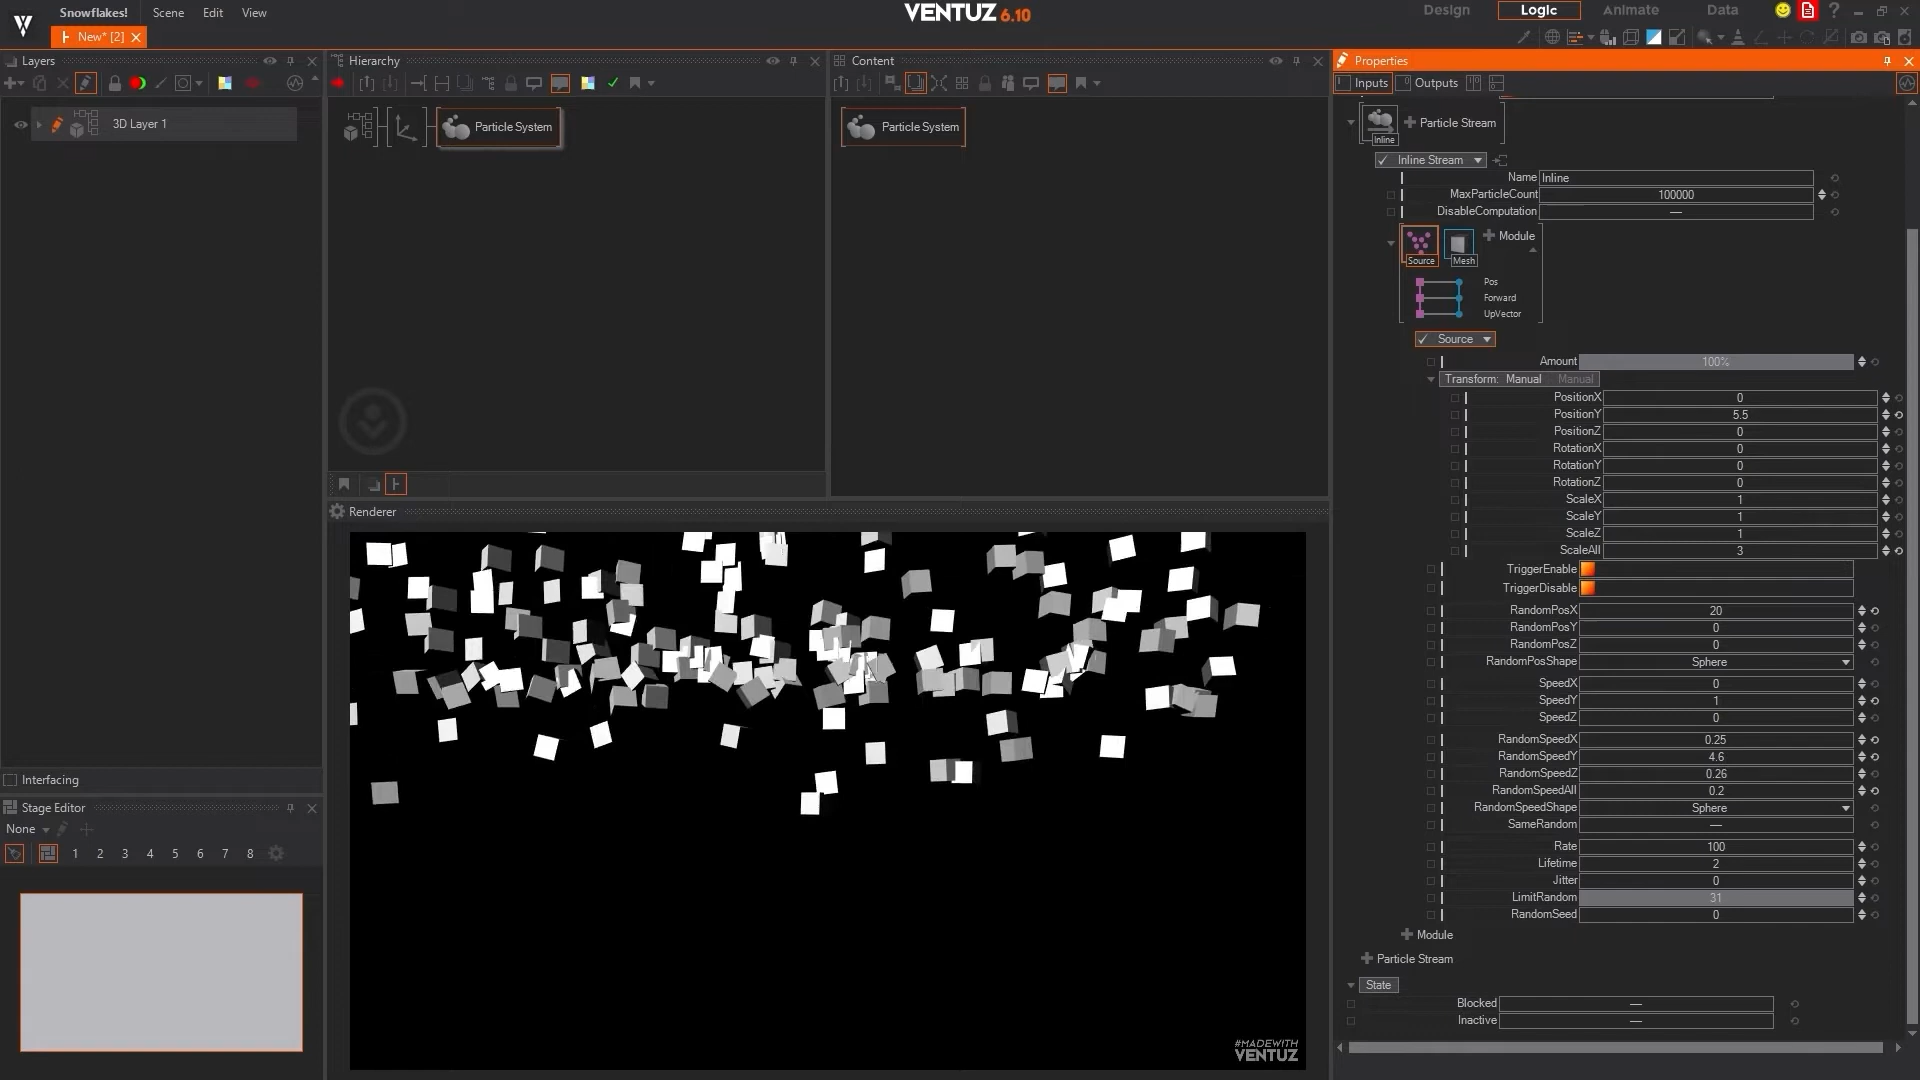 Snowflakes!
Scene
Edit
View
VENTUZ 6.10
Design
Logic
Animate
Data
?
New* [2]
Layers
Hierarchy
Content
Properties
Inputs
Outputs
3D Layer 1
Particle System
Particle System
Inline
Particle Stream
Inline Stream
Name Inline
MaxParticleCount 100000
DisableComputation —
Source
Mesh
Module
Pos
Forward
UpVector
Source
Amount 100%
Transform: Manual Manual
PositionX 0
PositionY 5.5
PositionZ 0
RotationX 0
RotationY 0
RotationZ 0
ScaleX 1
ScaleY 1
ScaleZ 1
ScaleAll 3
TriggerEnable
TriggerDisable
RandomPosX 20
RandomPosY 0
RandomPosZ 0
RandomPosShape Sphere
SpeedX 0
SpeedY 1
SpeedZ 0
RandomSpeedX 0.25
RandomSpeedY 4.6
RandomSpeedZ 0.26
RandomSpeedAll 0.2
RandomSpeedShape Sphere
SameRandom —
Rate 100
Lifetime 2
Jitter 0
LimitRandom 31
RandomSeed 0
Module
Particle Stream
State
Blocked —
Inactive —
Renderer
#MADEWITH
VENTUZ
Interfacing
Stage Editor
None
1 2 3 4 5 6 7 8